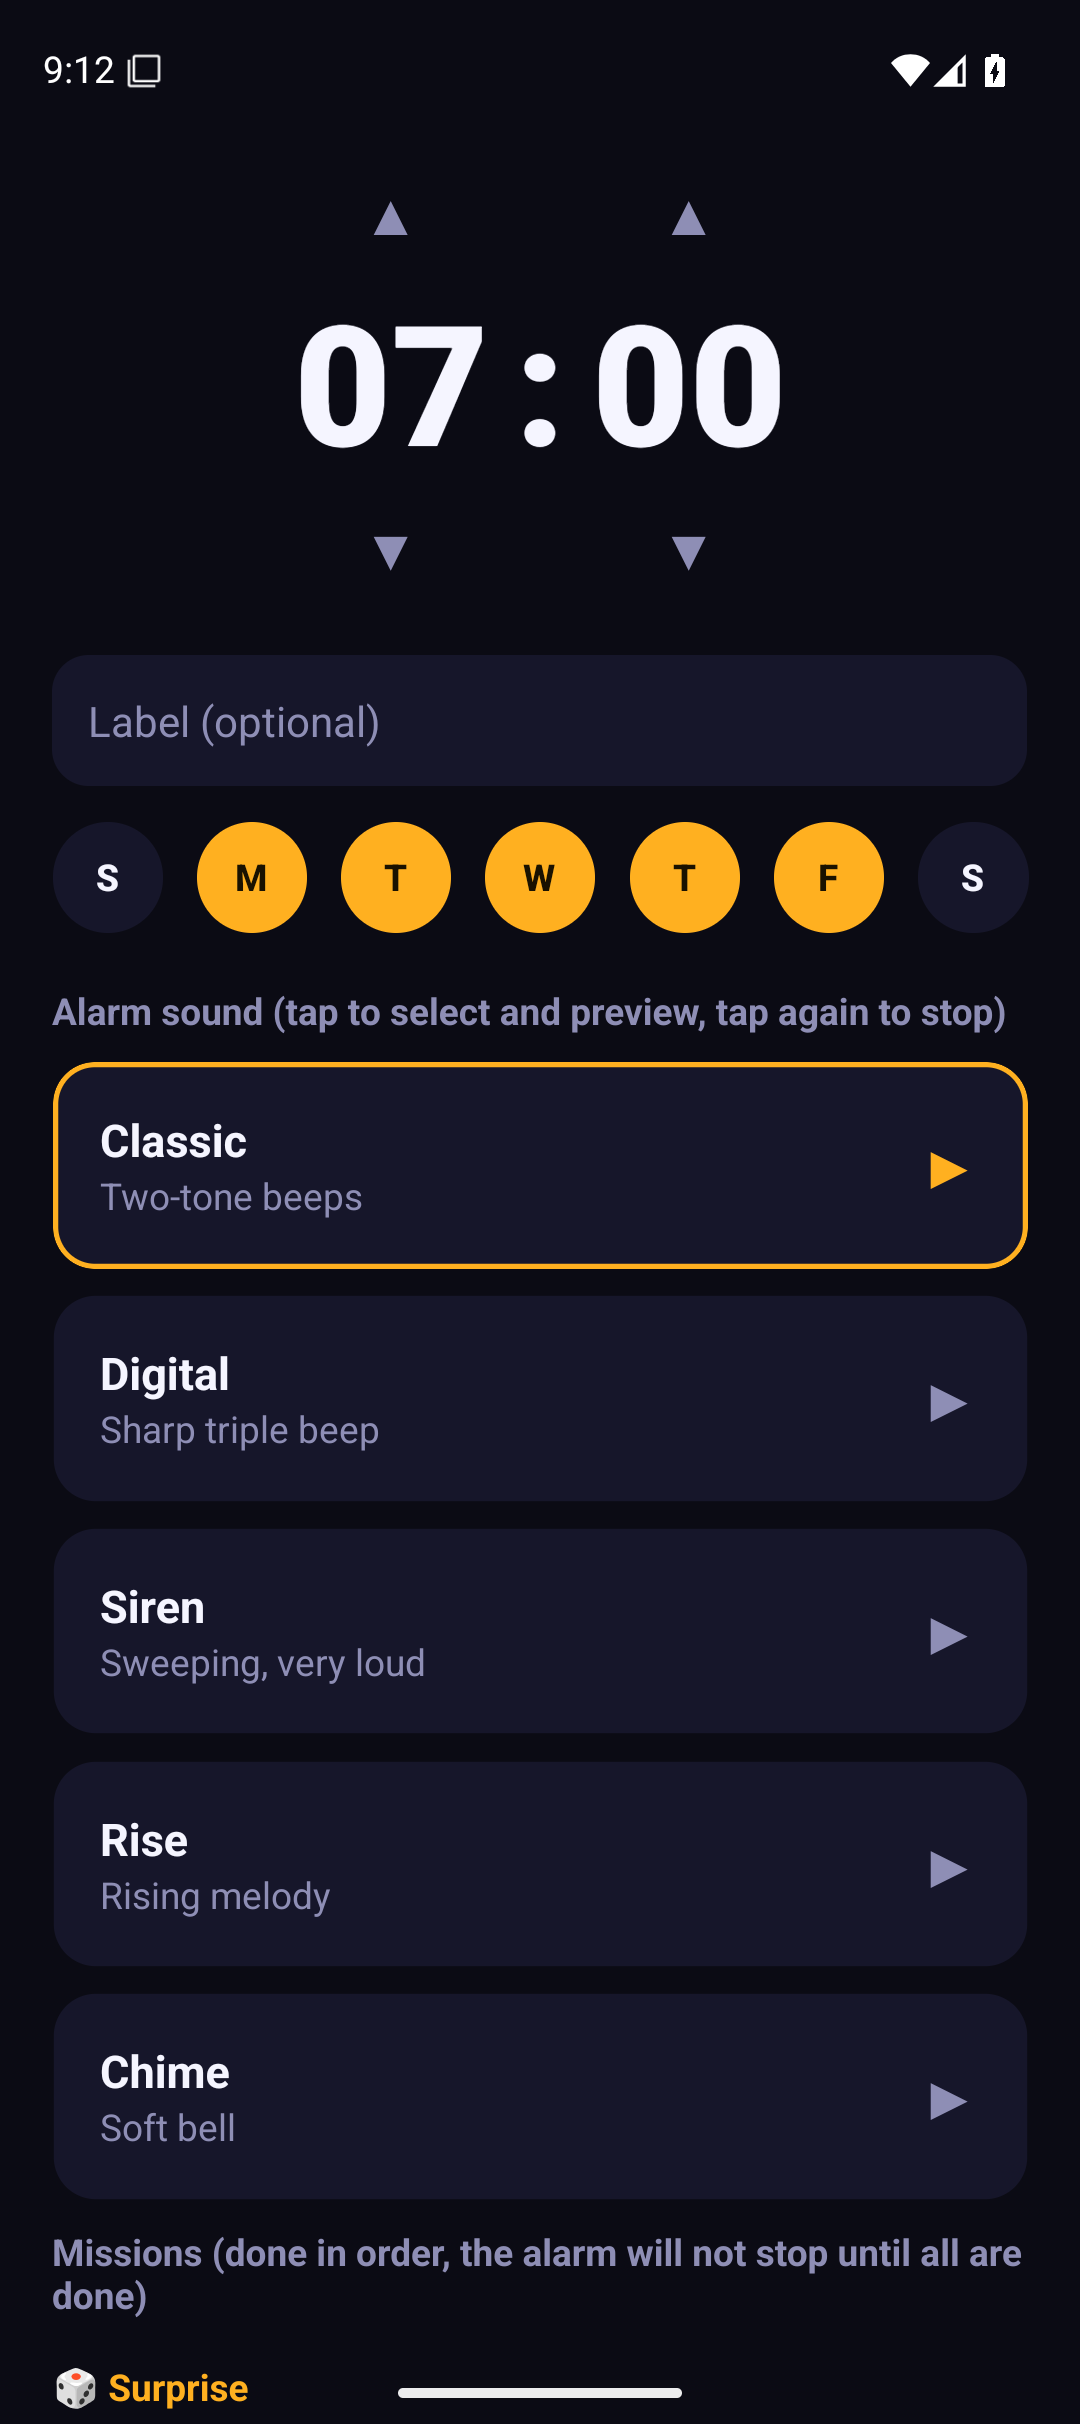 9:12
07:00
Label (optional)
S M T W T F S
Alarm sound (tap to select and preview, tap again to stop)
Classic
Two-tone beeps
Digital
Sharp triple beep
Siren
Sweeping, very loud
Rise
Rising melody
Chime
Soft bell
Missions (done in order, the alarm will not stop until all are
done)
Surprise